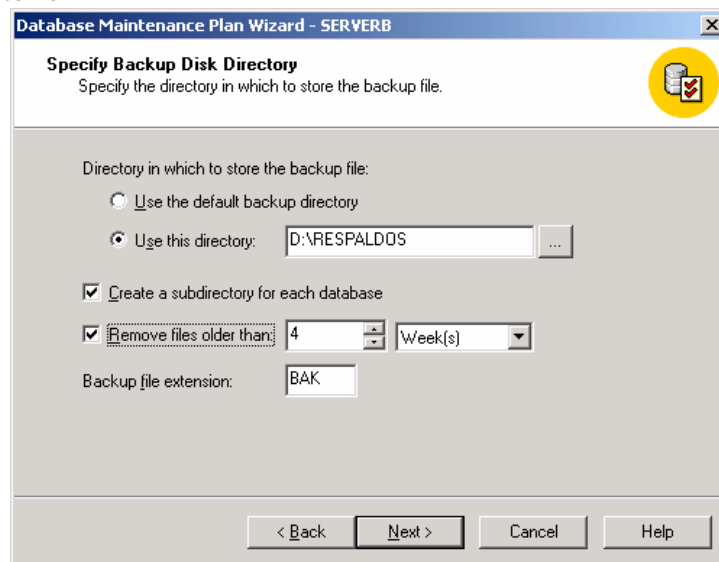 Database Maintenance Plan Wizard - SERVERB
Specify Backup Disk Directory
Specify the directory in which to store the backup file.
Directory in which to store the backup file:
Use the default backup directory
Use this directory: D:\RESPALDOS ...
Create a subdirectory for each database
Remove files older than: 4 Week(s)
Backup file extension: BAK
< Back Next > Cancel Help